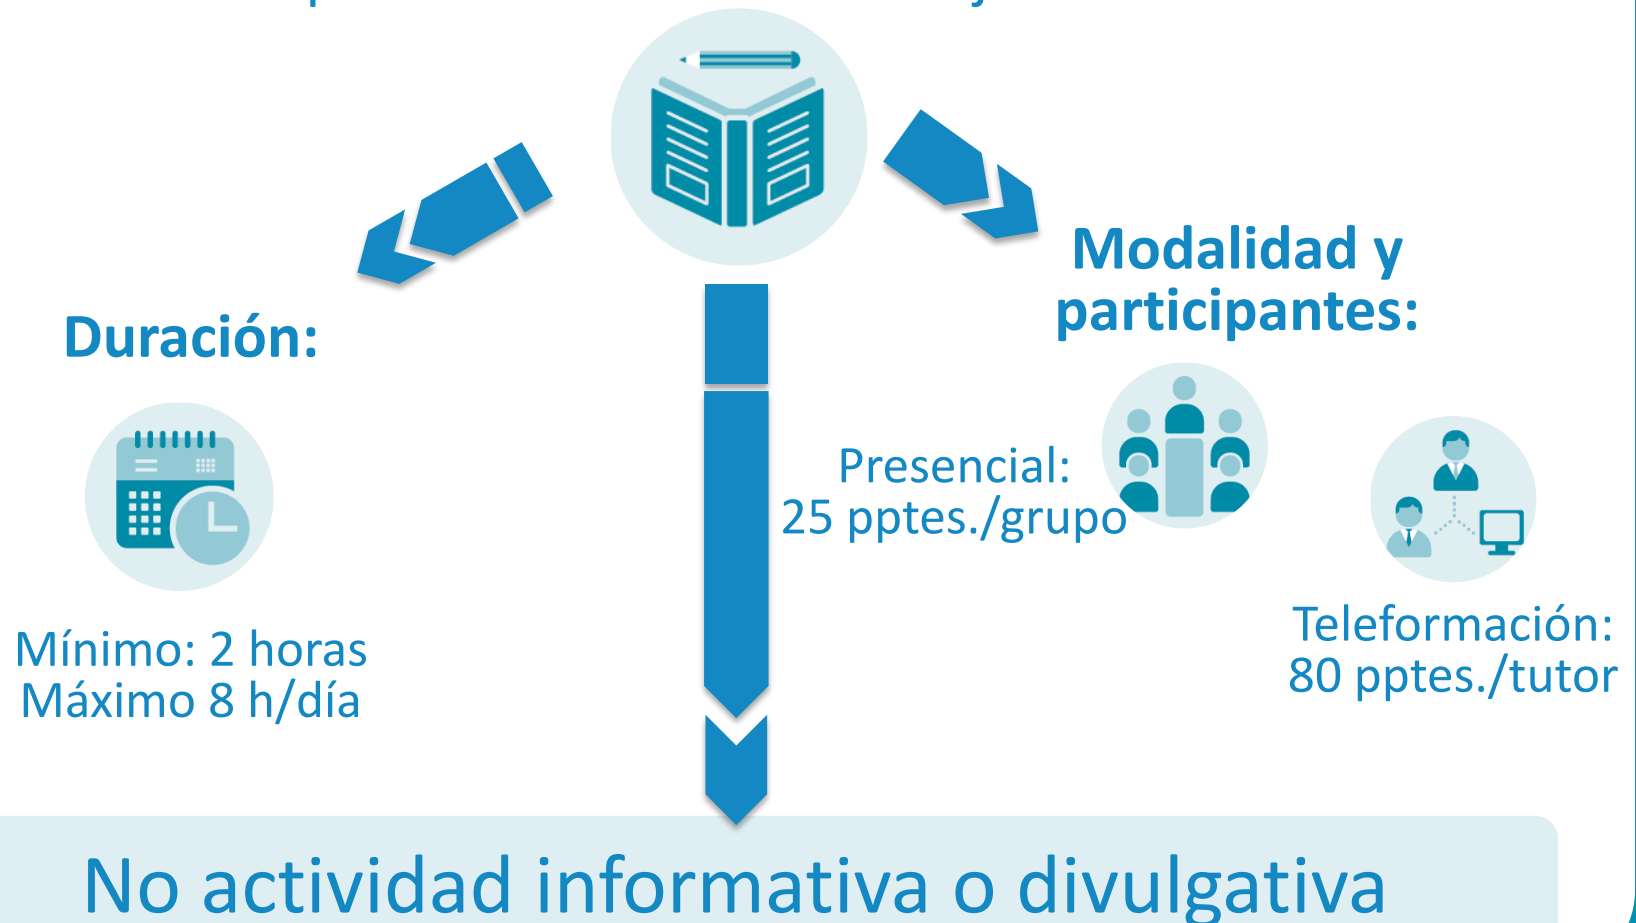 Duración:
Mínimo: 2 horas
Máximo 8 h/día
Modalidad y
participantes:
Presencial:
25 pptes./grupo
Teleformación:
80 pptes./tutor
No actividad informativa o divulgativa